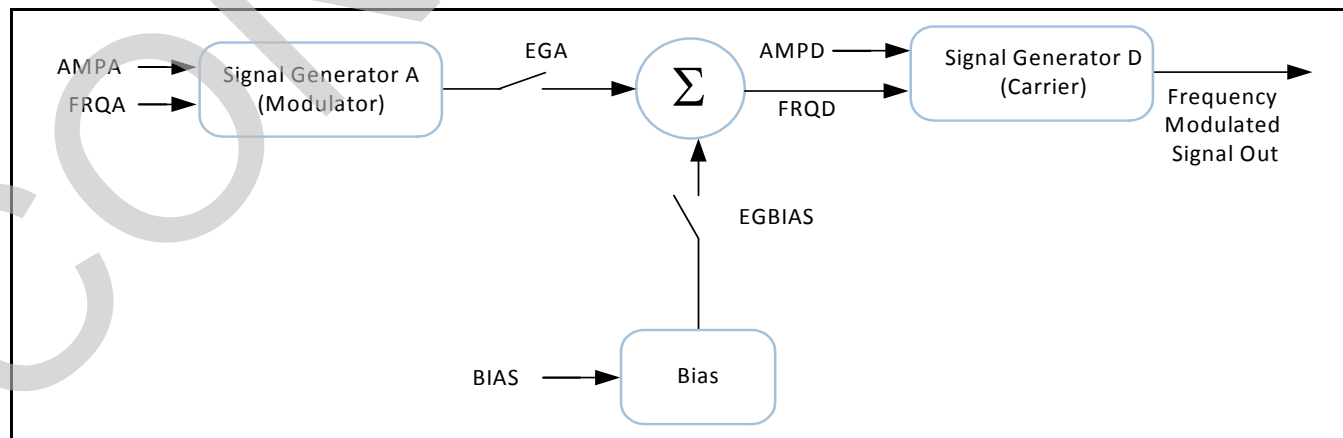 EGA
AMPA
FRQA
Signal Generator A
(Modulator)
Σ
AMPD
FRQD
Signal Generator D
(Carrier)
Frequency
Modulated
Signal Out
EGBIAS
BIAS
Bias